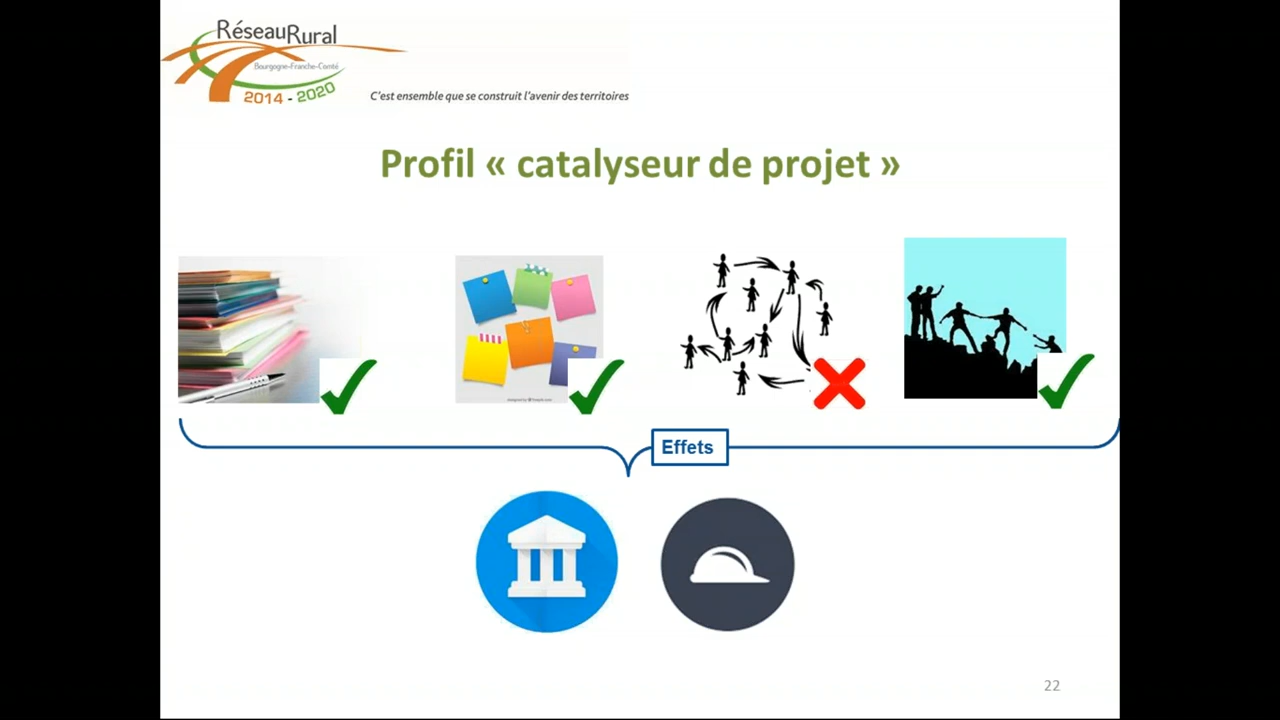 RéseauRural
Bourgogne-Franche-Comté
2014 - 2020
C'est ensemble que se construit l'avenir des territoires
Profil « catalyseur de projet »
Effets
22